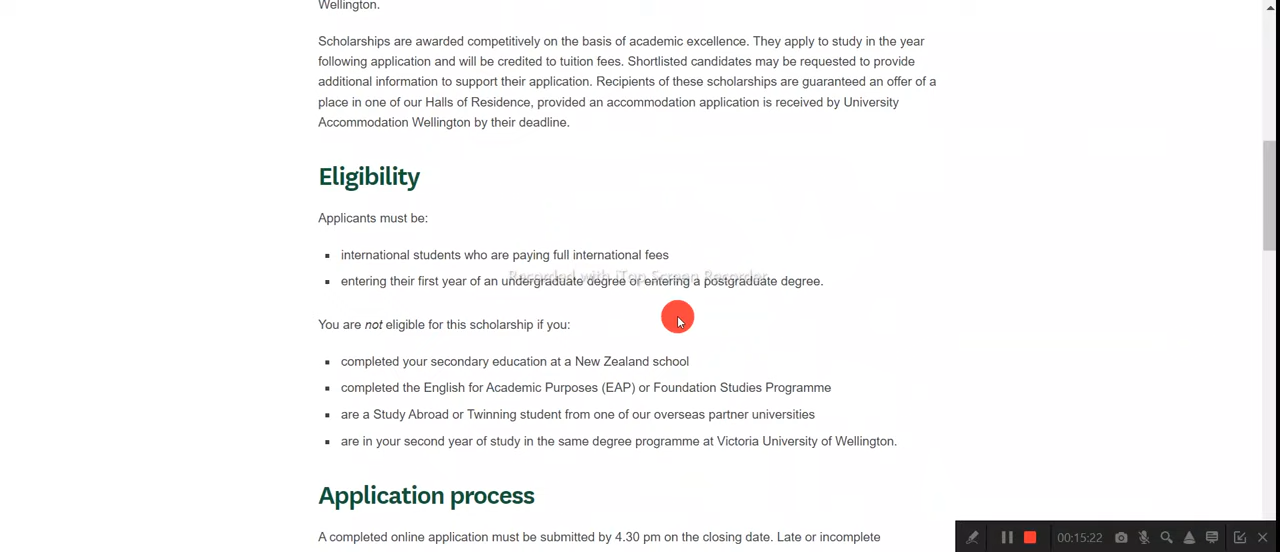 Wellington.
Scholarships are awarded competitively on the basis of academic excellence. They apply to study in the year
following application and will be credited to tuition fees. Shortlisted candidates may be requested to provide
additional information to support their application. Recipients of these scholarships are guaranteed an offer of a
place in one of our Halls of Residence, provided an accommodation application is received by University
Accommodation Wellington by their deadline.
Eligibility
Applicants must be:
international students who are paying full international fees
Recorded with iTop Screen Recorder
entering their first year of an undergraduate degree or entering a postgraduate degree.
You are not eligible for this scholarship if you:
completed your secondary education at a New Zealand school
completed the English for Academic Purposes (EAP) or Foundation Studies Programme
are a Study Abroad or Twinning student from one of our overseas partner universities
are in your second year of study in the same degree programme at Victoria University of Wellington.
Application process
A completed online application must be submitted by 4.30 pm on the closing date. Late or incomplete
00:15:22